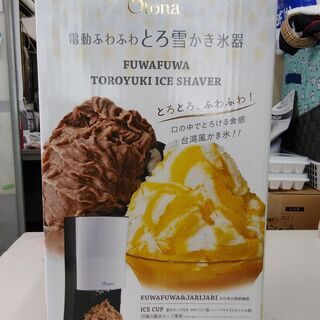 Otona
電動ふわふわとろ雪かき氷器
FUWAFUWA
TOROYUKI ICE SHAVER
とろとろ、ふわふわ！
口の中でとろける食感
台湾風かき氷！！
Otona
FUWAFUWA&JARIJARI
ICE CUP